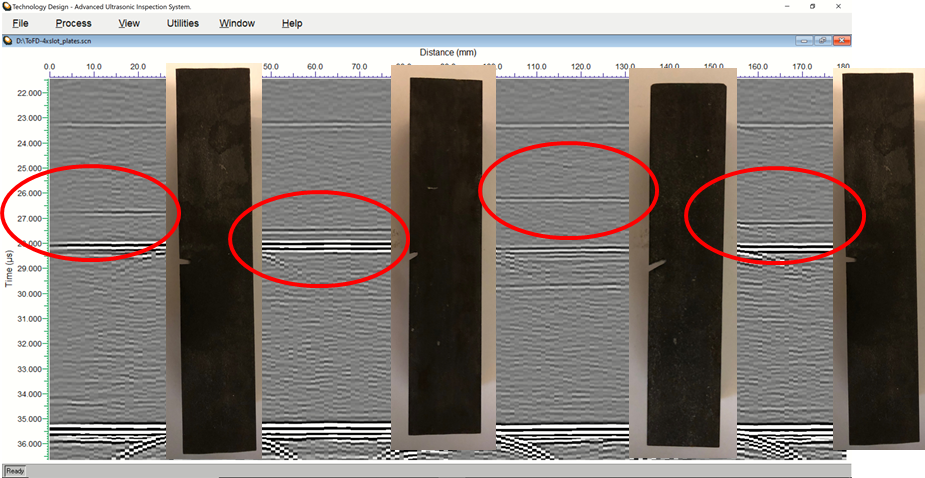 Technology Design - Advanced Ultrasonic Inspection System.
File Process View Utilities Window Help
D:\ToFD-4xslot_plates.scn
Distance (mm)
0.0 10.0 20.0 50.0 60.0 70.0 110.0 120.0 130.0 140.0 150.0 160.0 170.0 180
22.000
23.000
24.000
25.000
26.000
27.000
28.000
29.000
30.000
31.000
32.000
33.000
34.000
35.000
36.000
Time (µs)
Ready